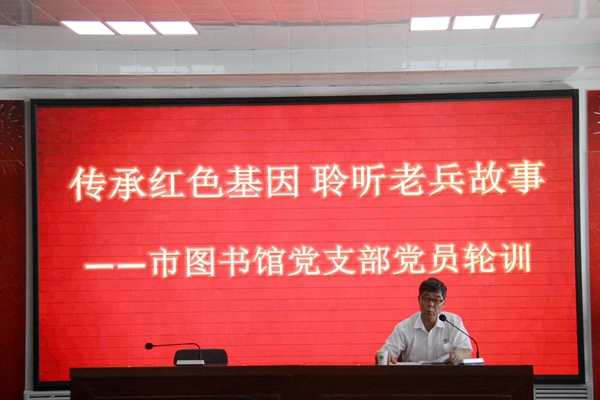 传承红色基因 聆听老兵故事
——市图书馆党支部党员轮训